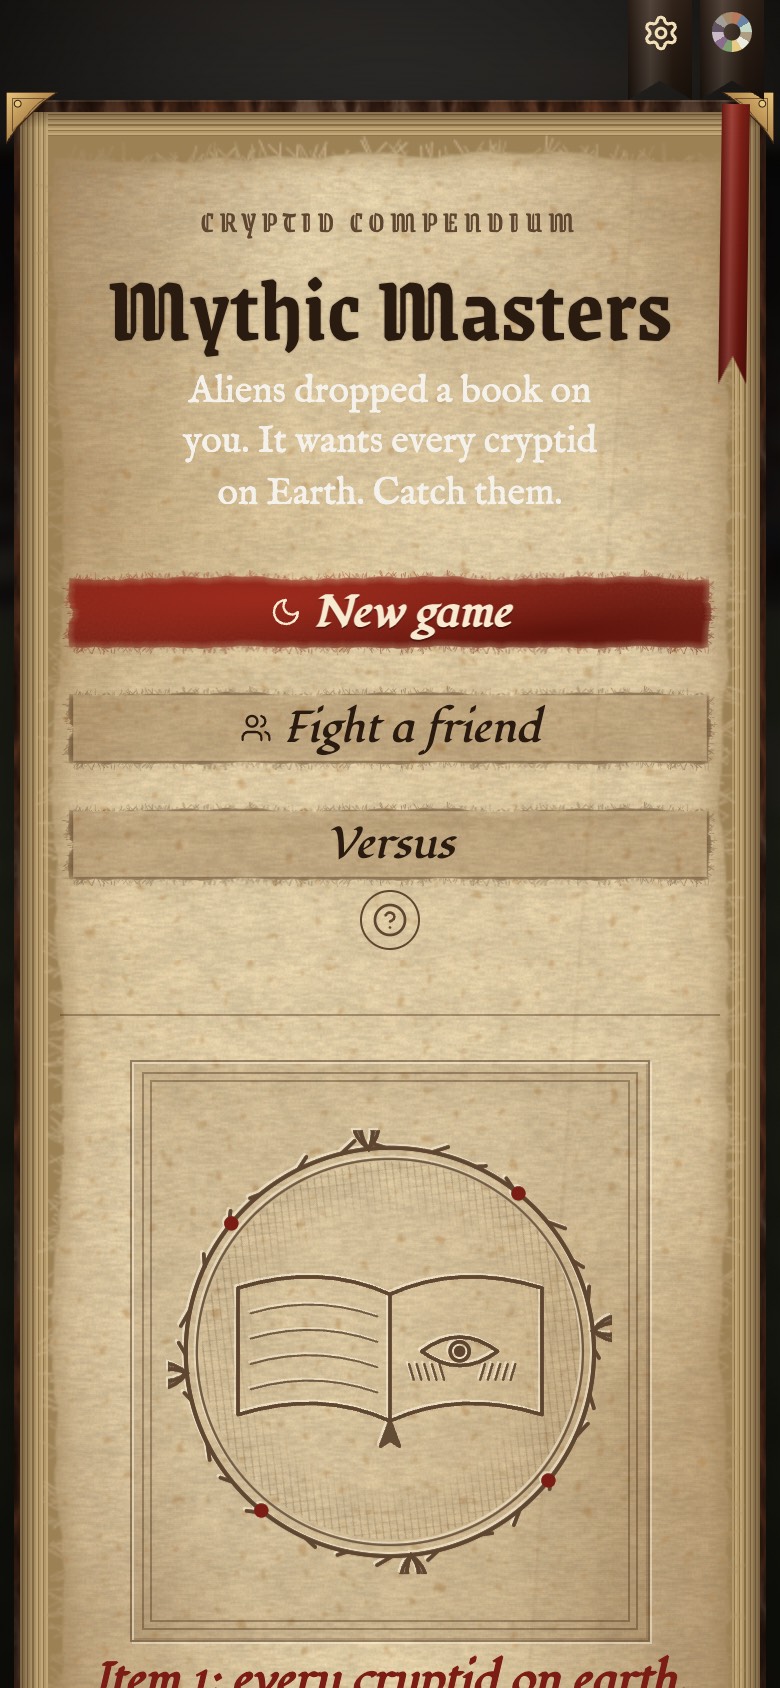 CRYPTID COMPENDIUM
Mythic Masters
Aliens dropped a book on
you. It wants every cryptid
on Earth. Catch them.
New game
Fight a friend
Versus
?
Item 1: every cryptid on earth.